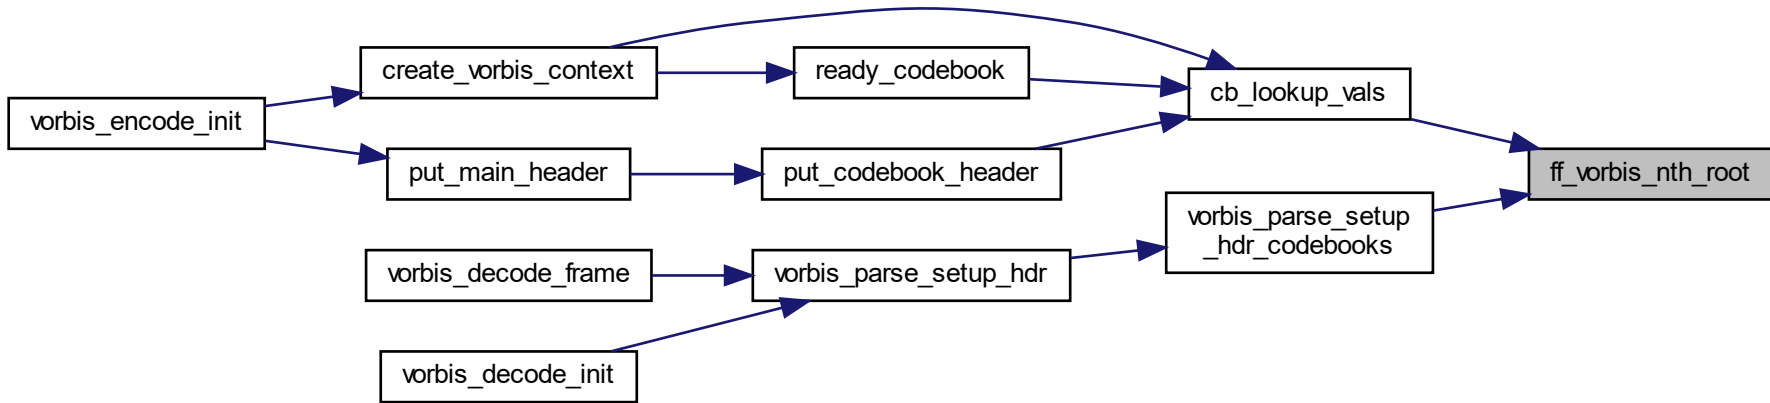 create_vorbis_context
ready_codebook
cb_lookup_vals
vorbis_encode_init
put_main_header
put_codebook_header
ff_vorbis_nth_root
vorbis_parse_setup
_hdr_codebooks
vorbis_decode_frame
vorbis_parse_setup_hdr
vorbis_decode_init